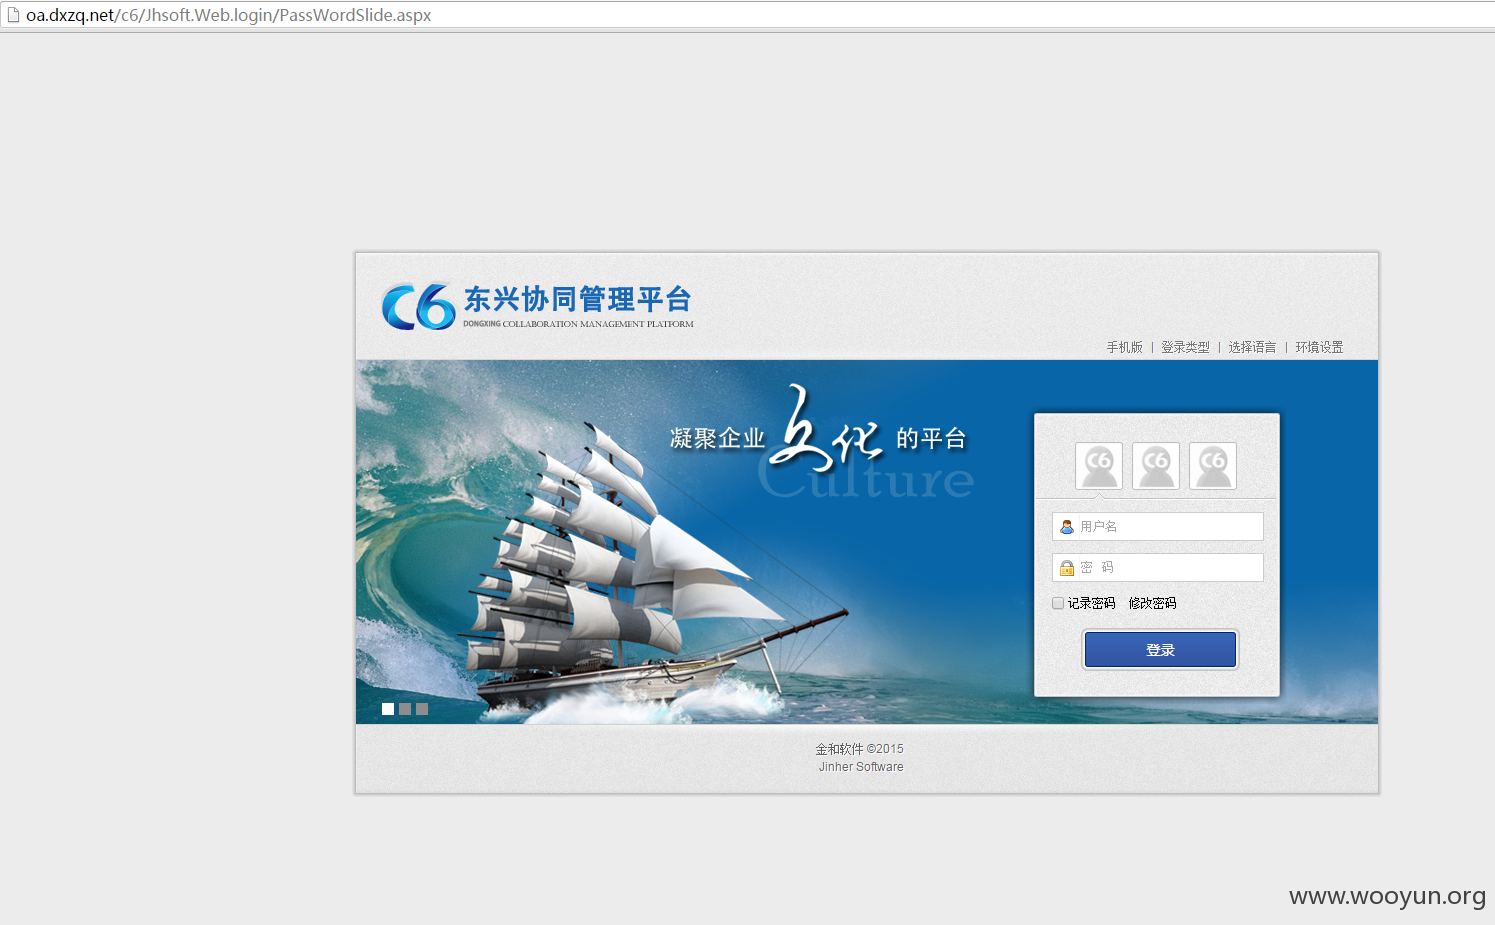 oa.dxzq.net/c6/Jhsoft.Web.login/PassWordSlide.aspx
C6 东兴协同管理平台
DONGXING COLLABORATION MANAGEMENT PLATFORM
手机版 | 登录类型 | 选择语言 | 环境设置
凝聚企业文化的平台
Culture
C6 C6 C6
用户名
密 码
记录密码 修改密码
登录
金和软件 ©2015
Jinher Software
www.wooyun.org